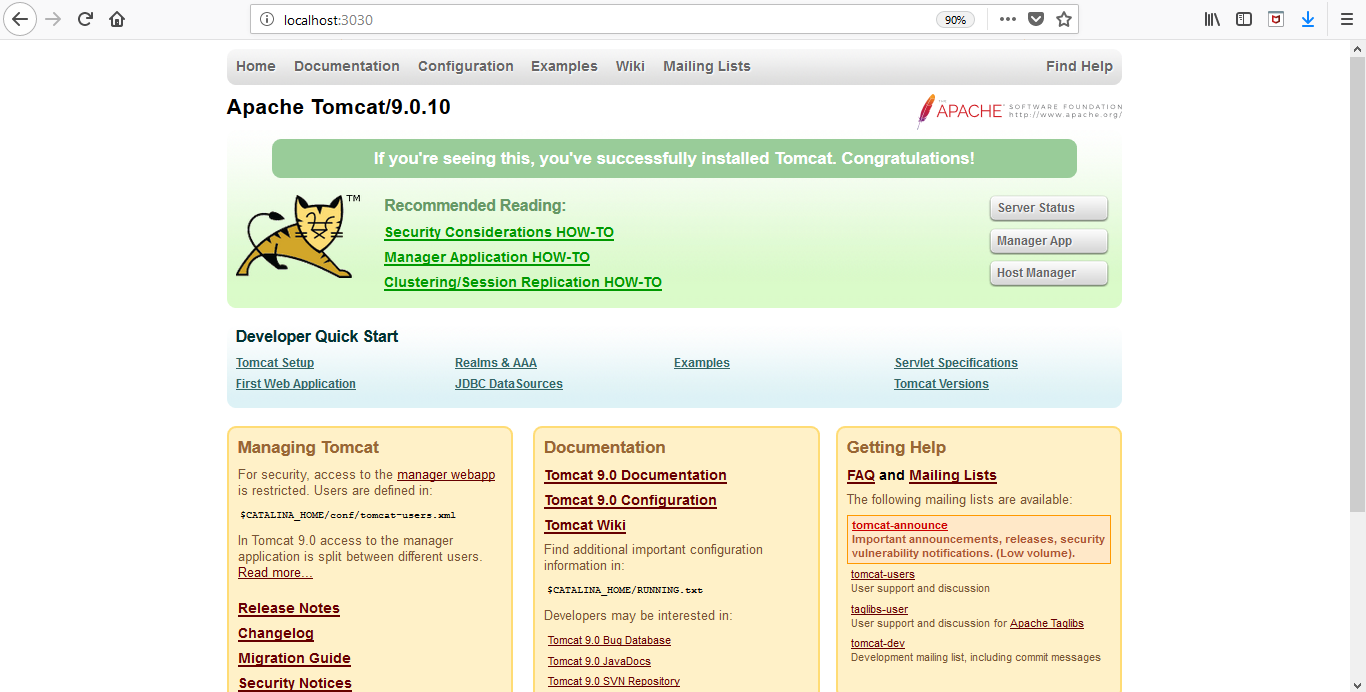 localhost:3030
90%
Home Documentation Configuration Examples Wiki Mailing Lists Find Help
Apache Tomcat/9.0.10
THE
APACHE SOFTWARE FOUNDATION
http://www.apache.org/
If you're seeing this, you've successfully installed Tomcat. Congratulations!
TM
Recommended Reading:
Security Considerations HOW-TO
Manager Application HOW-TO
Clustering/Session Replication HOW-TO
Server Status
Manager App
Host Manager
Developer Quick Start
Tomcat Setup
First Web Application
Realms & AAA
JDBC DataSources
Examples
Servlet Specifications
Tomcat Versions
Managing Tomcat
For security, access to the manager webapp
is restricted. Users are defined in:
$CATALINA_HOME/conf/tomcat-users.xml
In Tomcat 9.0 access to the manager
application is split between different users.
Read more...
Release Notes
Changelog
Migration Guide
Security Notices
Documentation
Tomcat 9.0 Documentation
Tomcat 9.0 Configuration
Tomcat Wiki
Find additional important configuration
information in:
$CATALINA_HOME/RUNNING.txt
Developers may be interested in:
Tomcat 9.0 Bug Database
Tomcat 9.0 JavaDocs
Tomcat 9.0 SVN Repository
Getting Help
FAQ and Mailing Lists
The following mailing lists are available:
tomcat-announce
Important announcements, releases, security
vulnerability notifications. (Low volume).
tomcat-users
User support and discussion
taglibs-user
User support and discussion for Apache Taglibs
tomcat-dev
Development mailing list, including commit messages